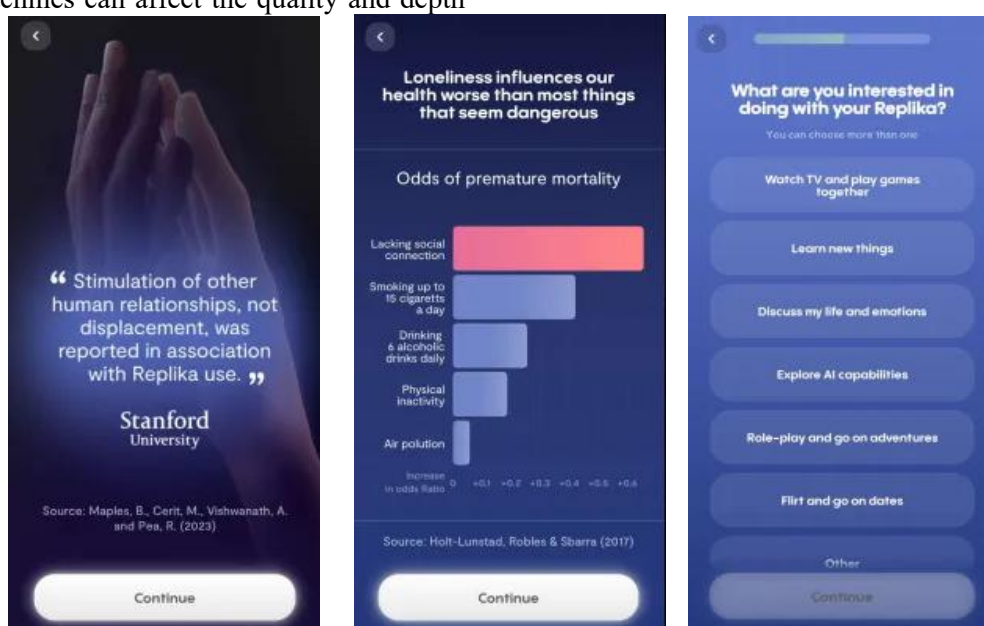 chines can affect the quality and depth
“ Stimulation of other
human relationships, not
displacement, was
reported in association
with Replika use. ”
Stanford
University
Source: Maples, B., Cerit, M., Vishwanath, A.
and Pea, R. (2023)
Continue
Loneliness influences our
health worse than most things
that seem dangerous
Odds of premature mortality
Lacking social
connection
Smoking up to
15 cigaretts
a day
Drinking
6 alcoholic
drinks daily
Physical
inactivity
Air polution
Increase
in odds Ratio
0 +0.1 +0.2 +0.3 +0.4 +0.5 +0.6
Source: Holt-Lunstad, Robles & Sbarra (2017)
Continue
What are you interested in
doing with your Replika?
You can choose more than one
Watch TV and play games
together
Learn new things
Discuss my life and emotions
Explore AI capabilities
Role-play and go on adventures
Flirt and go on dates
Other
Continue